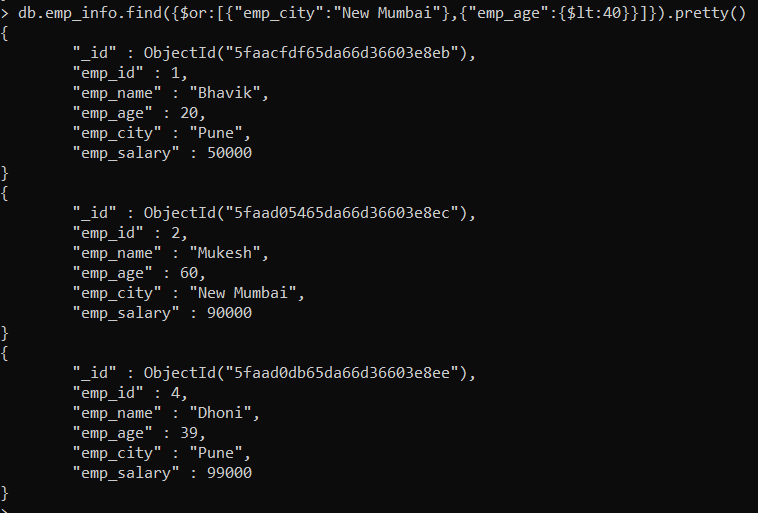 > db.emp_info.find({$or:[{"emp_city":"New Mumbai"},{"emp_age":{$lt:40}}]}).pretty()
{
        "_id" : ObjectId("5faacfdf65da66d36603e8eb"),
        "emp_id" : 1,
        "emp_name" : "Bhavik",
        "emp_age" : 20,
        "emp_city" : "Pune",
        "emp_salary" : 50000
}
{
        "_id" : ObjectId("5faad05465da66d36603e8ec"),
        "emp_id" : 2,
        "emp_name" : "Mukesh",
        "emp_age" : 60,
        "emp_city" : "New Mumbai",
        "emp_salary" : 90000
}
{
        "_id" : ObjectId("5faad0db65da66d36603e8ee"),
        "emp_id" : 4,
        "emp_name" : "Dhoni",
        "emp_age" : 39,
        "emp_city" : "Pune",
        "emp_salary" : 99000
}
>